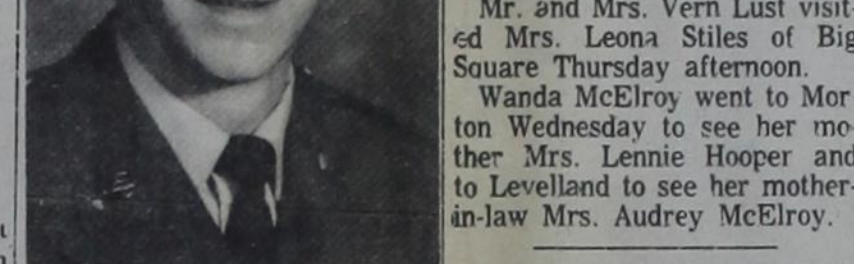 Mr. and Mrs. Vern Lust visit-
ed Mrs. Leona Stiles of Big
Square Thursday afternoon.
Wanda McElroy went to Mor
ton Wednesday to see her mo-
ther Mrs. Lennie Hooper and
to Levelland to see her mother-
in-law Mrs. Audrey McElroy.